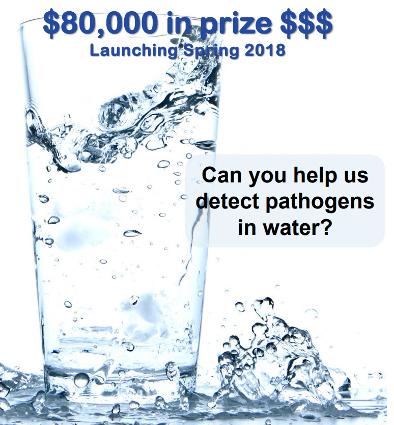 $80,000 in prize $$$
Launching Spring 2018
Can you help us
detect pathogens
in water?